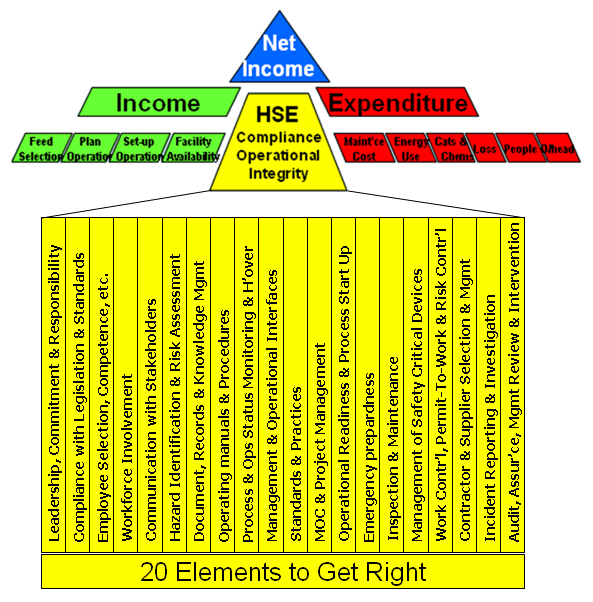 Net
Income
Income
Expenditure
HSE
Compliance
Operational
Integrity
Feed
Selection
Plan
Operation
Set-up
Operation
Facility
Availability
Maint'ce
Cost
Energy
Use
Cats &
Chems
Loss
People
O/head
Leadership, Commitment & Responsibility
Compliance with Legislation & Standards
Employee Selection, Competence, etc.
Workforce Involvement
Communication with Stakeholders
Hazard Identification & Risk Assessment
Document, Records & Knowledge Mgmt
Operating manuals & Procedures
Process & Ops Status Monitoring & H'over
Management & Operational Interfaces
Standards & Practices
MOC & Project Management
Operational Readiness & Process Start Up
Emergency prepardness
Inspection & Maintenance
Management of Safety Critical Devices
Work Contr'l, Permit-To-Work & Risk Contr'l
Contractor & Supplier Selection & Mgmt
Incident Reporting & Investigation
Audit, Assur'ce, Mgmt Review & Intervention
20 Elements to Get Right